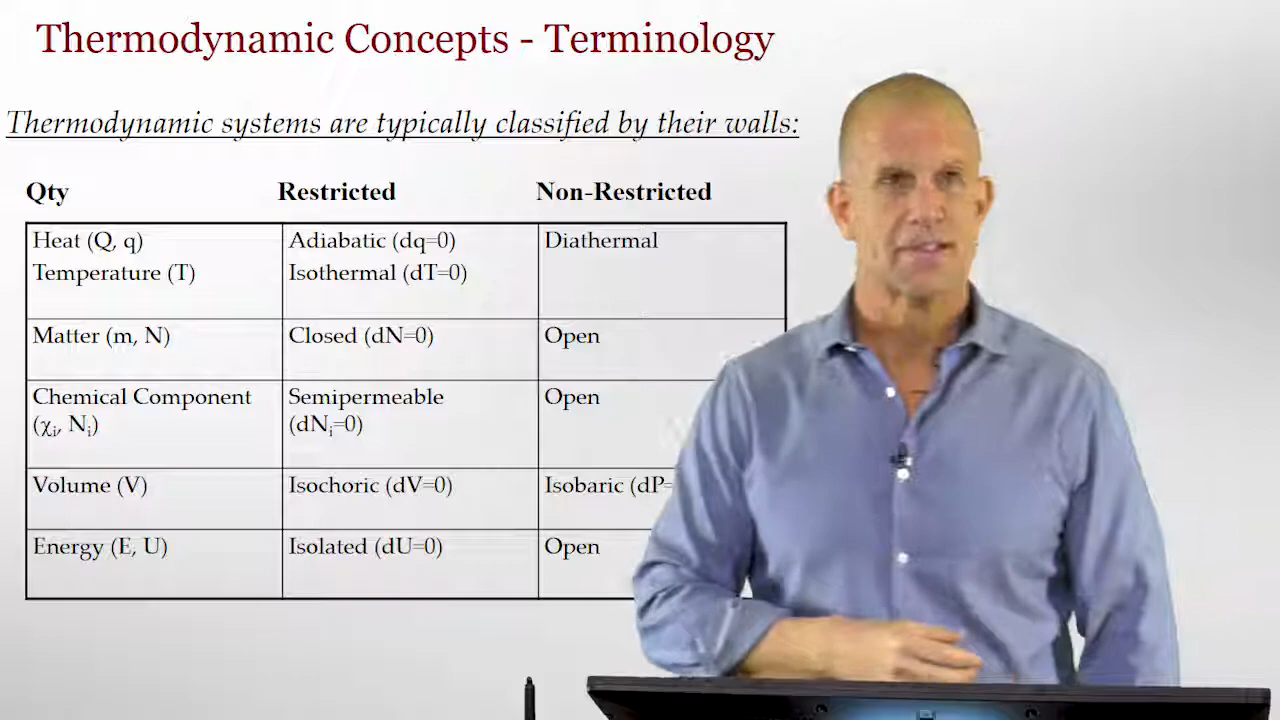 Thermodynamic Concepts - Terminology
Thermodynamic systems are typically classified by their walls:
Qty Restricted Non-Restricted
Heat (Q, q) Adiabatic (dq=0) Diathermal
Temperature (T) Isothermal (dT=0)
Matter (m, N) Closed (dN=0) Open
Chemical Component Semipermeable Open
(χᵢ, Nᵢ) (dNᵢ=0)
Volume (V) Isochoric (dV=0) Isobaric (dP=
Energy (E, U) Isolated (dU=0) Open